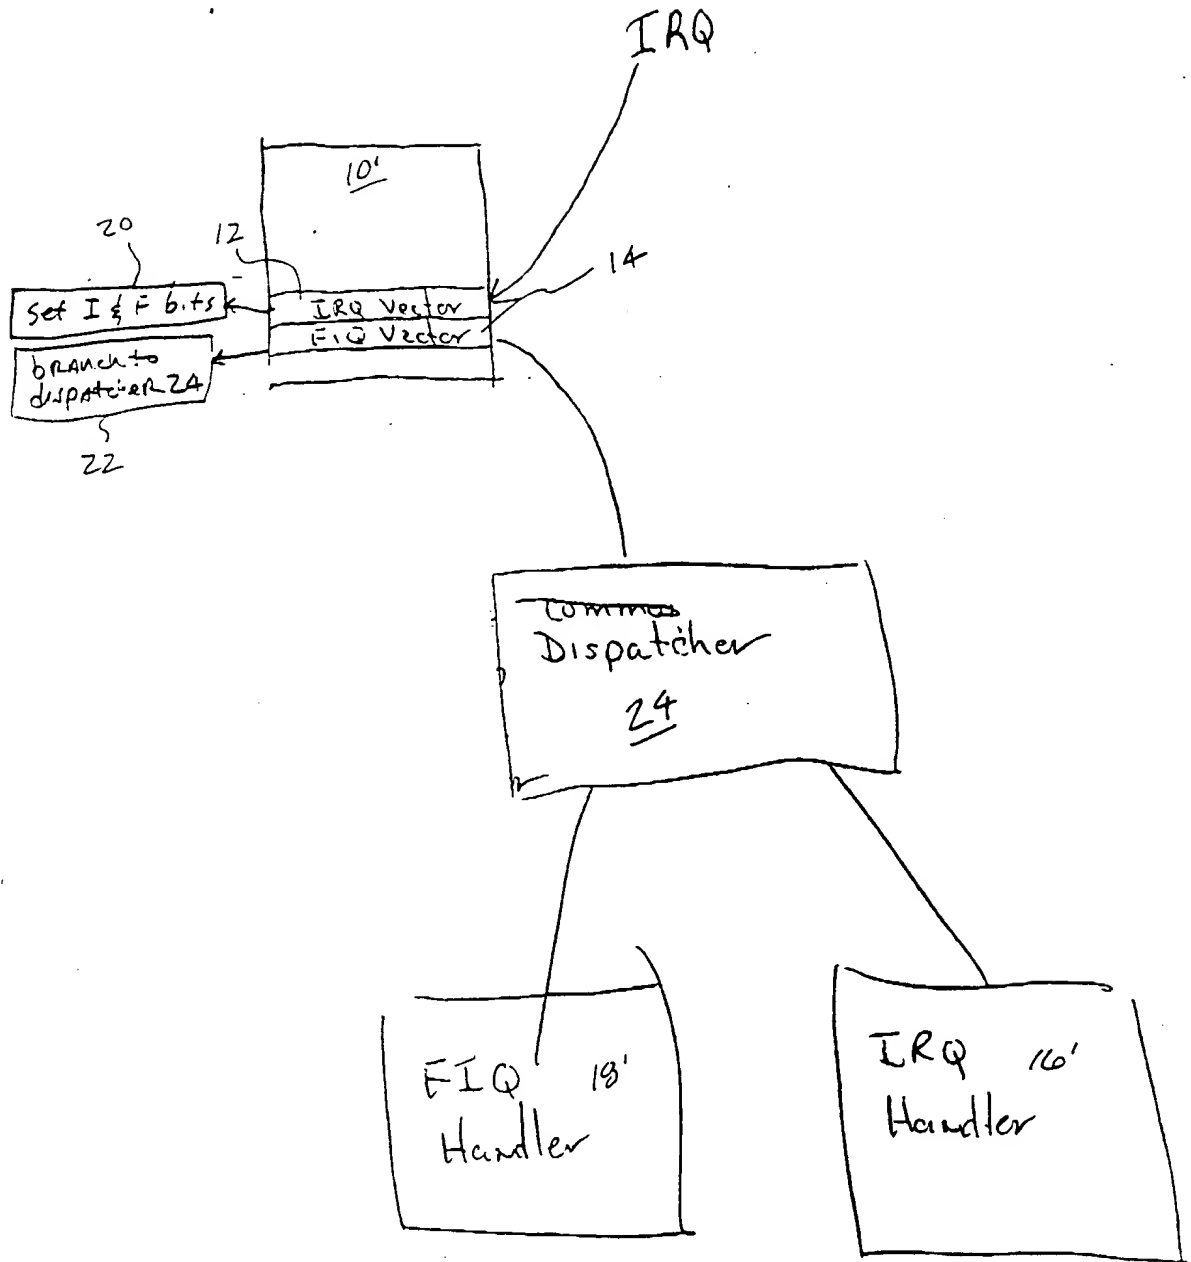 IRQ
10'
20
12
14
set I & F bits
IRQ Vector
FIQ Vector
branch to
dispatcher 24
22
Common
Dispatcher
24
FIQ 18'
Handler
IRQ 16'
Handler